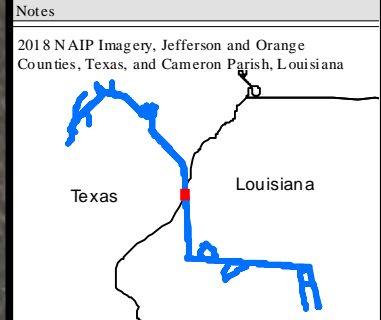 Notes
2018 NAIP Imagery, Jefferson and Orange
Counties, Texas, and Cameron Parish, Louisiana
Louisiana
Texas